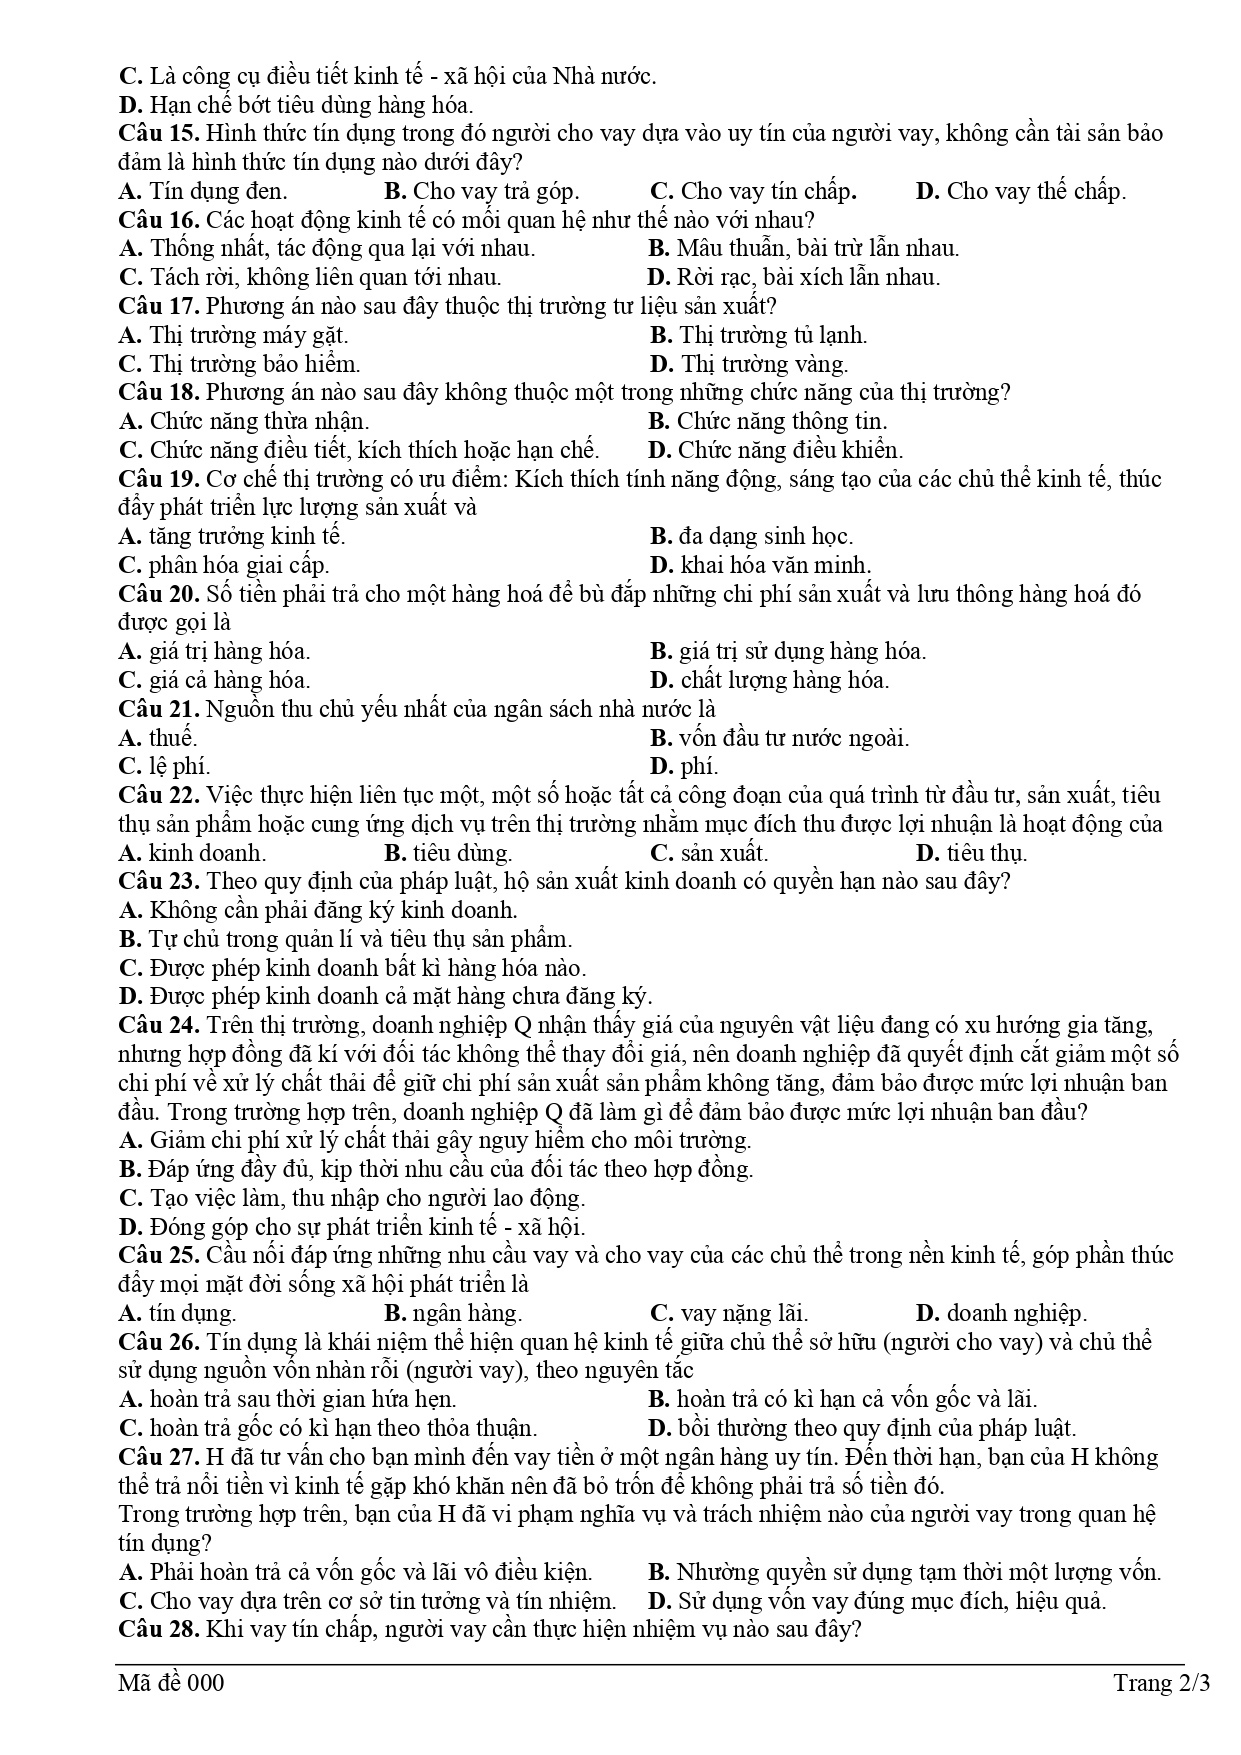 C. Là công cụ điều tiết kinh tế - xã hội của Nhà nước.
D. Hạn chế bớt tiêu dùng hàng hóa.
Câu 15. Hình thức tín dụng trong đó người cho vay dựa vào uy tín của người vay, không cần tài sản bảo
đảm là hình thức tín dụng nào dưới đây?
A. Tín dụng đen. B. Cho vay trả góp. C. Cho vay tín chấp. D. Cho vay thế chấp.
Câu 16. Các hoạt động kinh tế có mối quan hệ như thế nào với nhau?
A. Thống nhất, tác động qua lại với nhau. B. Mâu thuẫn, bài trừ lẫn nhau.
C. Tách rời, không liên quan tới nhau. D. Rời rạc, bài xích lẫn nhau.
Câu 17. Phương án nào sau đây thuộc thị trường tư liệu sản xuất?
A. Thị trường máy gặt. B. Thị trường tủ lạnh.
C. Thị trường bảo hiểm. D. Thị trường vàng.
Câu 18. Phương án nào sau đây không thuộc một trong những chức năng của thị trường?
A. Chức năng thừa nhận. B. Chức năng thông tin.
C. Chức năng điều tiết, kích thích hoặc hạn chế. D. Chức năng điều khiển.
Câu 19. Cơ chế thị trường có ưu điểm: Kích thích tính năng động, sáng tạo của các chủ thể kinh tế, thúc
đẩy phát triển lực lượng sản xuất và
A. tăng trưởng kinh tế. B. đa dạng sinh học.
C. phân hóa giai cấp. D. khai hóa văn minh.
Câu 20. Số tiền phải trả cho một hàng hoá để bù đắp những chi phí sản xuất và lưu thông hàng hoá đó
được gọi là
A. giá trị hàng hóa. B. giá trị sử dụng hàng hóa.
C. giá cả hàng hóa. D. chất lượng hàng hóa.
Câu 21. Nguồn thu chủ yếu nhất của ngân sách nhà nước là
A. thuế. B. vốn đầu tư nước ngoài.
C. lệ phí. D. phí.
Câu 22. Việc thực hiện liên tục một, một số hoặc tất cả công đoạn của quá trình từ đầu tư, sản xuất, tiêu
thụ sản phẩm hoặc cung ứng dịch vụ trên thị trường nhằm mục đích thu được lợi nhuận là hoạt động của
A. kinh doanh. B. tiêu dùng. C. sản xuất. D. tiêu thụ.
Câu 23. Theo quy định của pháp luật, hộ sản xuất kinh doanh có quyền hạn nào sau đây?
A. Không cần phải đăng ký kinh doanh.
B. Tự chủ trong quản lí và tiêu thụ sản phẩm.
C. Được phép kinh doanh bất kì hàng hóa nào.
D. Được phép kinh doanh cả mặt hàng chưa đăng ký.
Câu 24. Trên thị trường, doanh nghiệp Q nhận thấy giá của nguyên vật liệu đang có xu hướng gia tăng,
nhưng hợp đồng đã kí với đối tác không thể thay đổi giá, nên doanh nghiệp đã quyết định cắt giảm một số
chi phí về xử lý chất thải để giữ chi phí sản xuất sản phẩm không tăng, đảm bảo được mức lợi nhuận ban
đầu. Trong trường hợp trên, doanh nghiệp Q đã làm gì để đảm bảo được mức lợi nhuận ban đầu?
A. Giảm chi phí xử lý chất thải gây nguy hiểm cho môi trường.
B. Đáp ứng đầy đủ, kịp thời nhu cầu của đối tác theo hợp đồng.
C. Tạo việc làm, thu nhập cho người lao động.
D. Đóng góp cho sự phát triển kinh tế - xã hội.
Câu 25. Cầu nối đáp ứng những nhu cầu vay và cho vay của các chủ thể trong nền kinh tế, góp phần thúc
đẩy mọi mặt đời sống xã hội phát triển là
A. tín dụng. B. ngân hàng. C. vay nặng lãi. D. doanh nghiệp.
Câu 26. Tín dụng là khái niệm thể hiện quan hệ kinh tế giữa chủ thể sở hữu (người cho vay) và chủ thể
sử dụng nguồn vốn nhàn rỗi (người vay), theo nguyên tắc
A. hoàn trả sau thời gian hứa hẹn. B. hoàn trả có kì hạn cả vốn gốc và lãi.
C. hoàn trả gốc có kì hạn theo thỏa thuận. D. bồi thường theo quy định của pháp luật.
Câu 27. H đã tư vấn cho bạn mình đến vay tiền ở một ngân hàng uy tín. Đến thời hạn, bạn của H không
thể trả nổi tiền vì kinh tế gặp khó khăn nên đã bỏ trốn để không phải trả số tiền đó.
Trong trường hợp trên, bạn của H đã vi phạm nghĩa vụ và trách nhiệm nào của người vay trong quan hệ
tín dụng?
A. Phải hoàn trả cả vốn gốc và lãi vô điều kiện. B. Nhường quyền sử dụng tạm thời một lượng vốn.
C. Cho vay dựa trên cơ sở tin tưởng và tín nhiệm. D. Sử dụng vốn vay đúng mục đích, hiệu quả.
Câu 28. Khi vay tín chấp, người vay cần thực hiện nhiệm vụ nào sau đây?
Mã đề 000 Trang 2/3